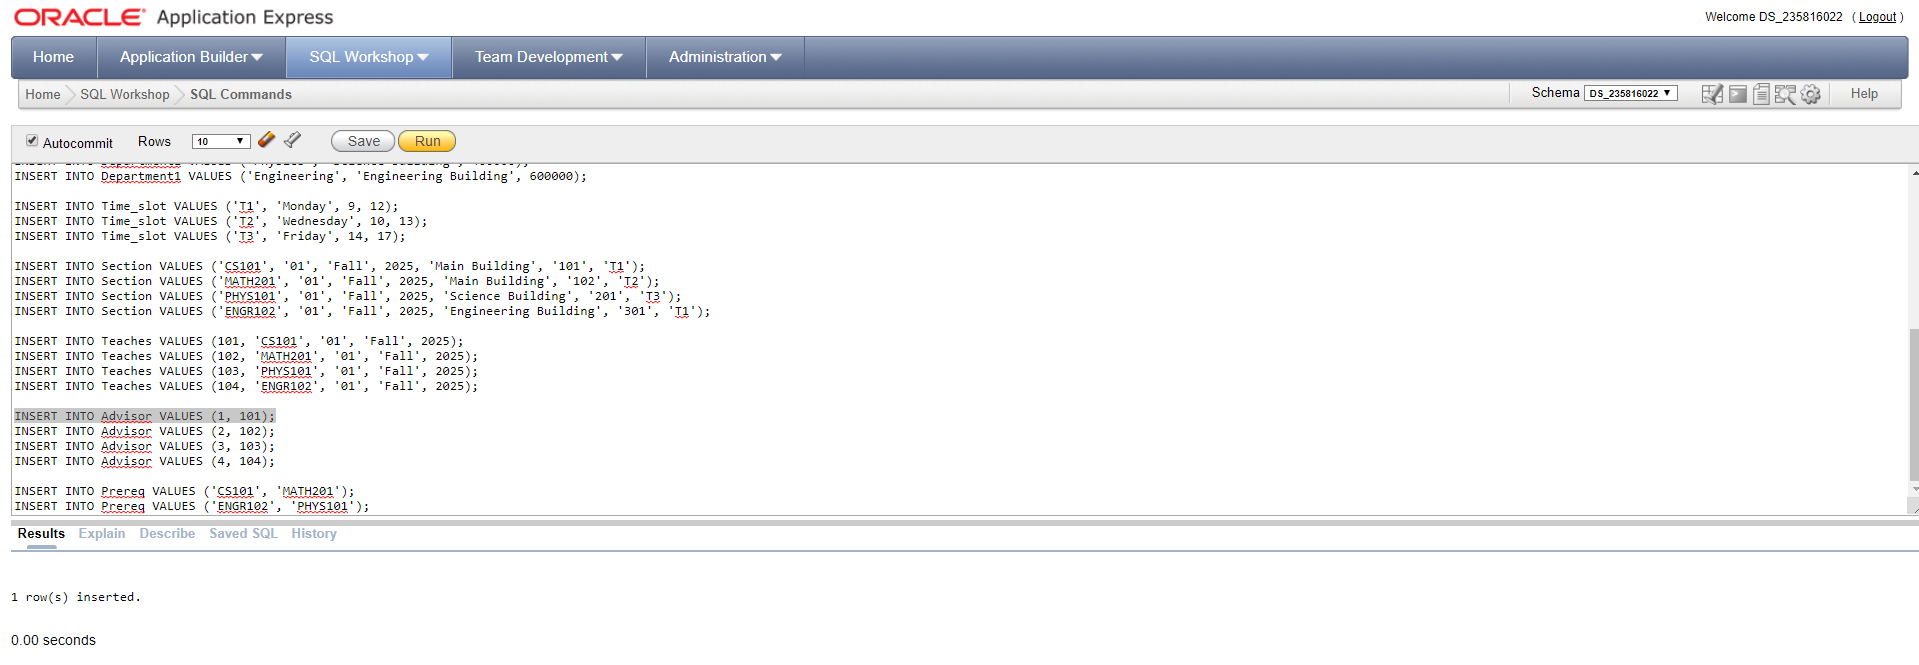 ORACLE Application Express
Welcome DS_235816022 ( Logout )
Home Application Builder SQL Workshop Team Development Administration
Home SQL Workshop SQL Commands
Schema DS_235816022 Help
Autocommit Rows 10 Save Run
INSERT INTO Department1 VALUES ('Physics', 'Science Building', 400000);
INSERT INTO Department1 VALUES ('Engineering', 'Engineering Building', 600000);
INSERT INTO Time_slot VALUES ('T1', 'Monday', 9, 12);
INSERT INTO Time_slot VALUES ('T2', 'Wednesday', 10, 13);
INSERT INTO Time_slot VALUES ('T3', 'Friday', 14, 17);
INSERT INTO Section VALUES ('CS101', '01', 'Fall', 2025, 'Main Building', '101', 'T1');
INSERT INTO Section VALUES ('MATH201', '01', 'Fall', 2025, 'Main Building', '102', 'T2');
INSERT INTO Section VALUES ('PHYS101', '01', 'Fall', 2025, 'Science Building', '201', 'T3');
INSERT INTO Section VALUES ('ENGR102', '01', 'Fall', 2025, 'Engineering Building', '301', 'T1');
INSERT INTO Teaches VALUES (101, 'CS101', '01', 'Fall', 2025);
INSERT INTO Teaches VALUES (102, 'MATH201', '01', 'Fall', 2025);
INSERT INTO Teaches VALUES (103, 'PHYS101', '01', 'Fall', 2025);
INSERT INTO Teaches VALUES (104, 'ENGR102', '01', 'Fall', 2025);
INSERT INTO Advisor VALUES (1, 101);
INSERT INTO Advisor VALUES (2, 102);
INSERT INTO Advisor VALUES (3, 103);
INSERT INTO Advisor VALUES (4, 104);
INSERT INTO Prereq VALUES ('CS101', 'MATH201');
INSERT INTO Prereq VALUES ('ENGR102', 'PHYS101');
Results Explain Describe Saved SQL History
1 row(s) inserted.
0.00 seconds